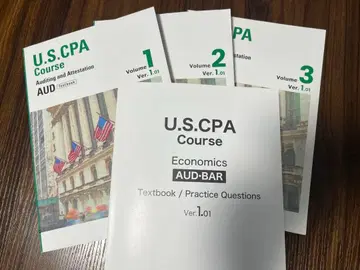 U.S.CPA
Course
Auditing and Attestation
AUD Textbook
Volume 1
Ver. 1.01
Volume 2
Ver. 1.01
Volume 3
Ver. 1.01
U.S.CPA
Course
Economics
AUD•BAR
Textbook / Practice Questions
Ver.1.01